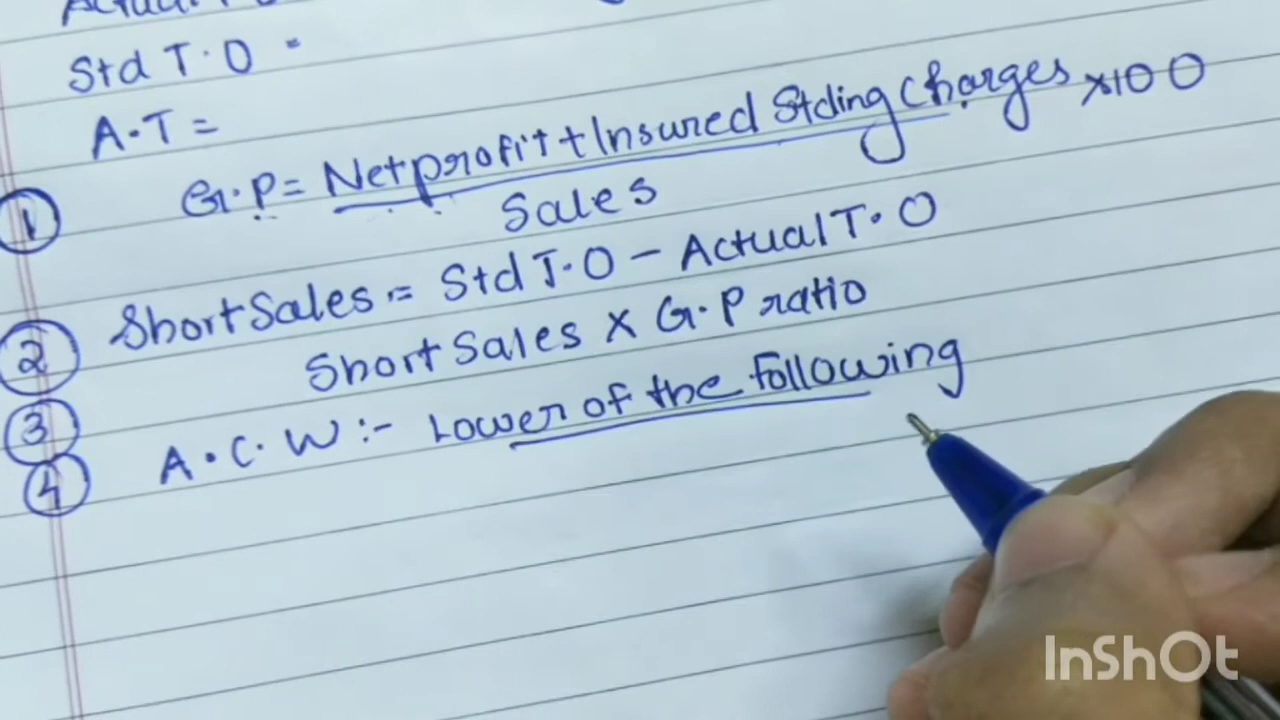 Actual
Std T.O =
A.T =
① G.P = Netprofit + Insured Stding Charges ×100
Sales
② Short Sales = Std T.O - Actual T.O
③ Short Sales × G.P ratio
④ A.C.W :- Lower of the following
InShOt